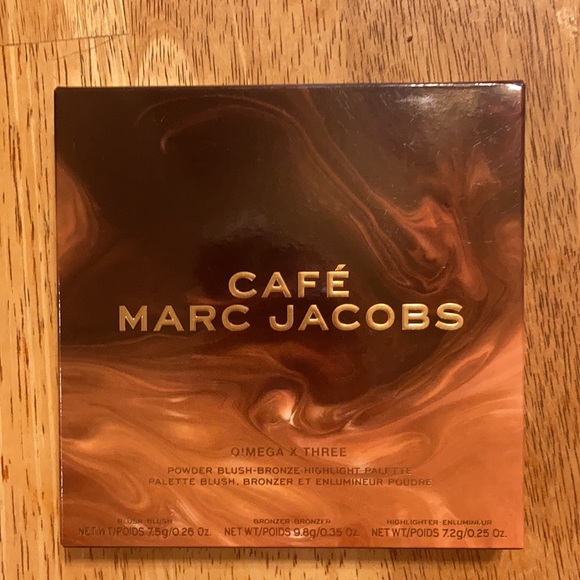 CAFÉ
MARC JACOBS
O!MEGA X THREE
POWDER BLUSH-BRONZE-HIGHLIGHT PALETTE
PALETTE BLUSH, BRONZER ET ENLUMINEUR POUDRE
BLUSH-BLUSH BRONZER-BRONZER HIGHLIGHTER-ENLUMINEUR
NET WT/POIDS 7.5g/0.26 Oz. NET WT/POIDS 9.8g/0.35 Oz. NET WT/POIDS 7.2g/0.25 Oz.